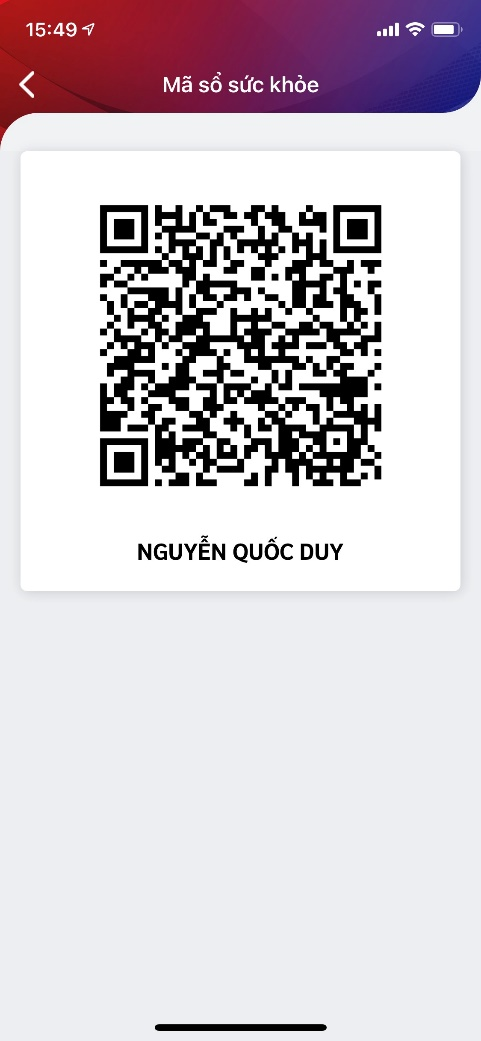 15:49
Mã sổ sức khỏe
NGUYỄN QUỐC DUY